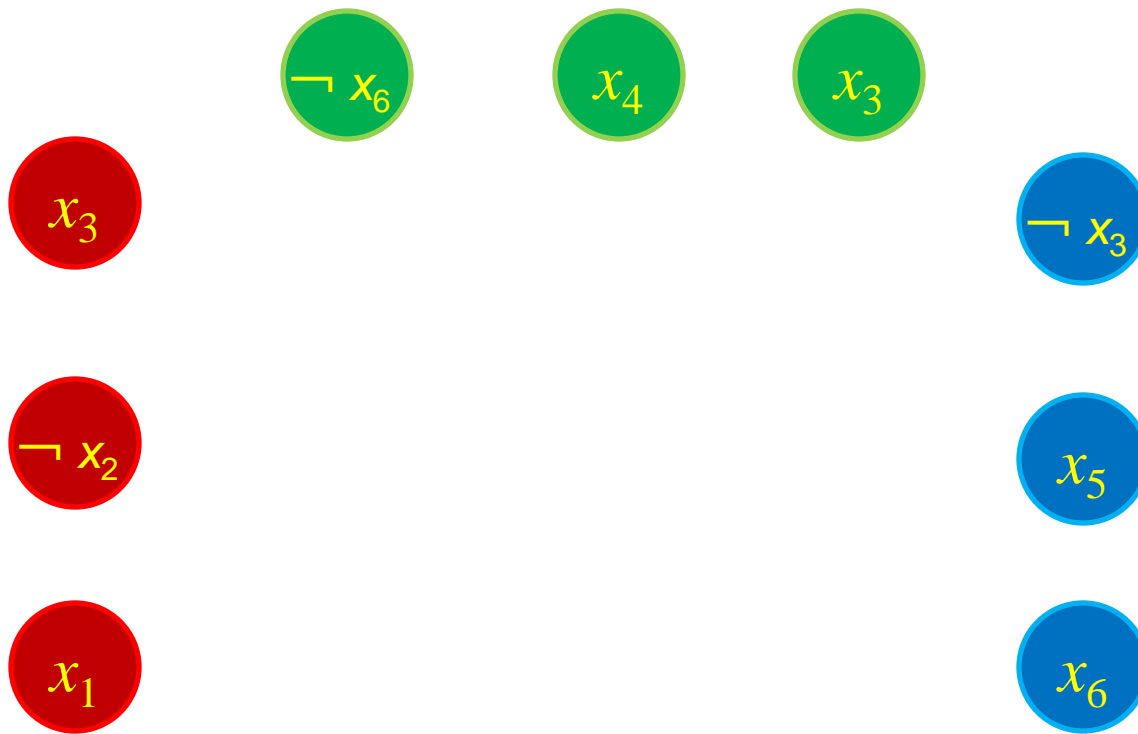 ¬ x₆
x₄
x₃
x₃
¬ x₃
¬ x₂
x₅
x₁
x₆